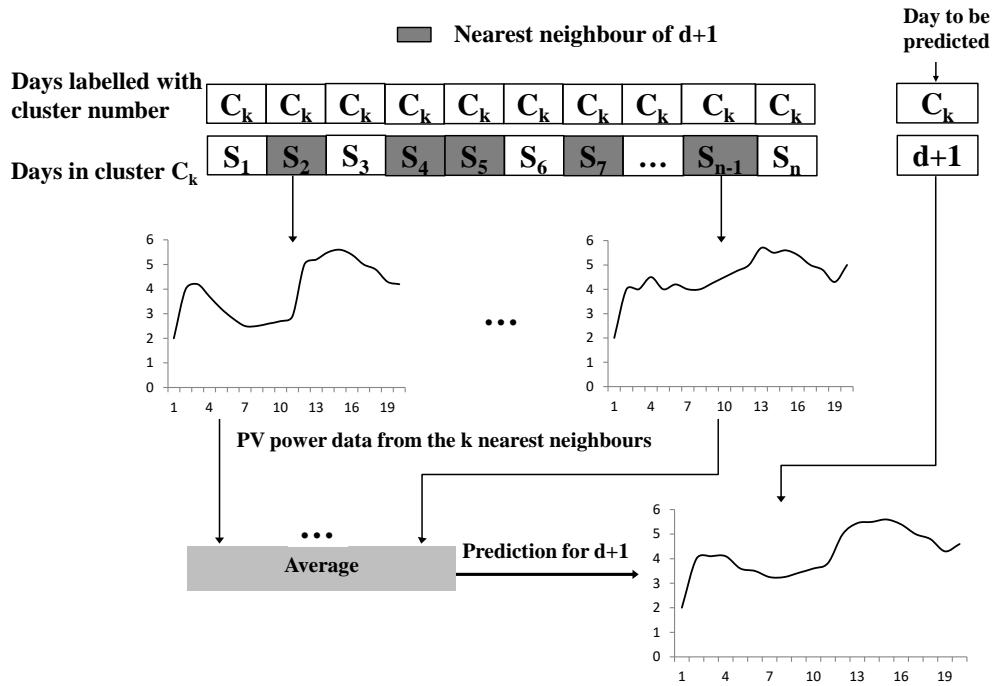 Day to be
predicted
Nearest neighbour of d+1
Days labelled with
cluster number
C_k C_k C_k C_k C_k C_k C_k C_k C_k C_k C_k
Days in cluster C_k
S_1 S_2 S_3 S_4 S_5 S_6 S_7 ... S_n-1 S_n d+1
6
5
4
3
2
1
0
1 4 7 10 13 16 19
...
6
5
4
3
2
1
0
1 4 7 10 13 16 19
PV power data from the k nearest neighbours
...
Average
Prediction for d+1
6
5
4
3
2
1
0
1 4 7 10 13 16 19